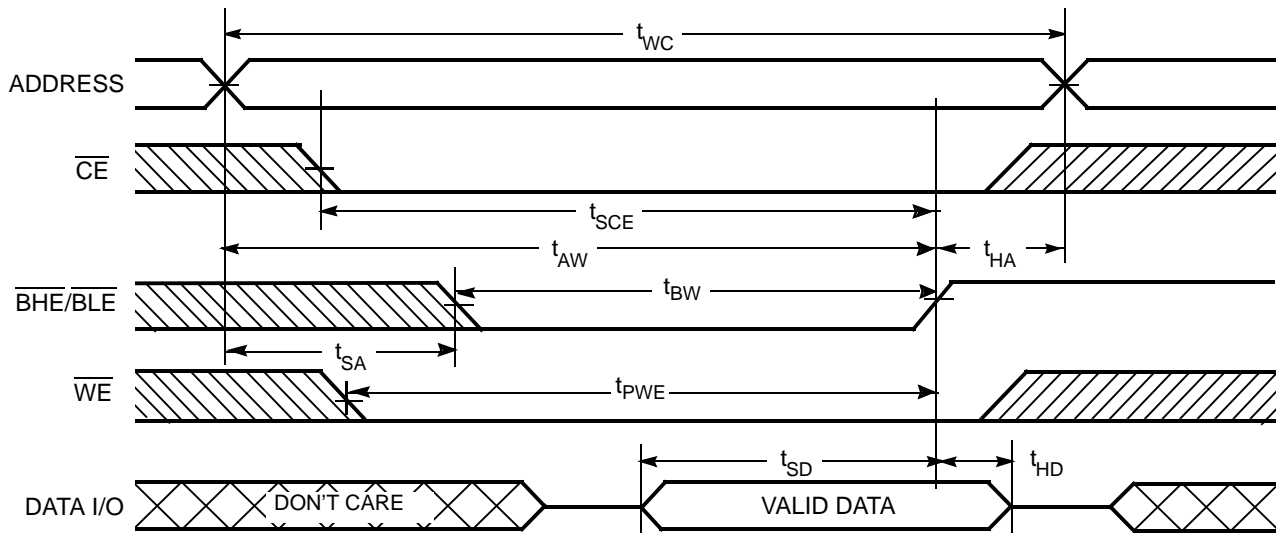 tWC
ADDRESS
CE
tSCE
tAW
tHA
BHE/BLE
tBW
tSA
WE
tPWE
tSD
tHD
DATA I/O
DON'T CARE
VALID DATA